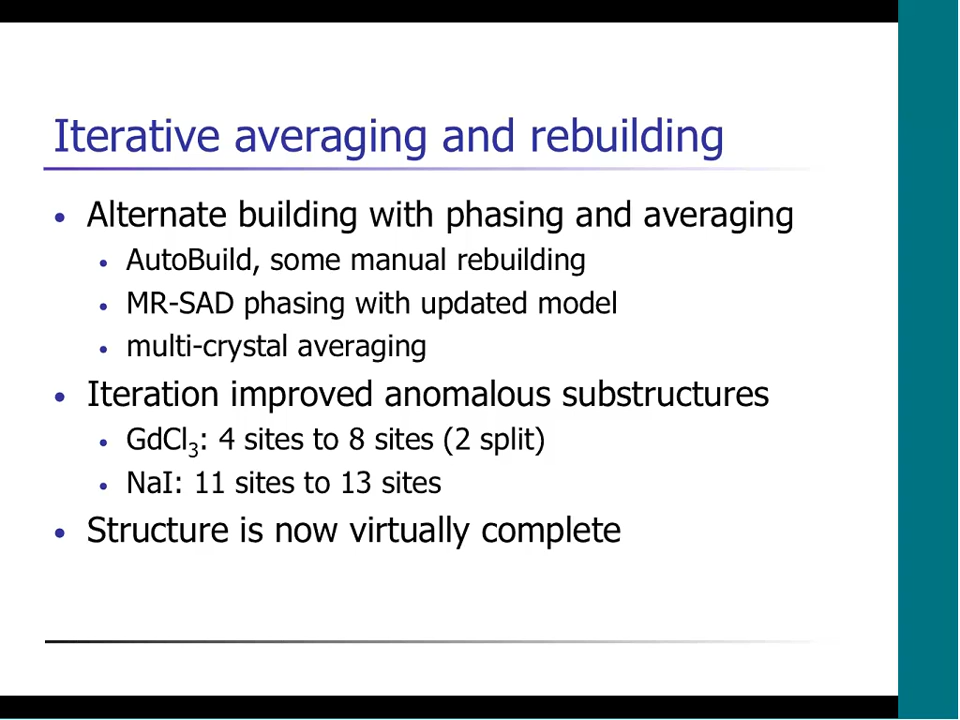 Iterative averaging and rebuilding
• Alternate building with phasing and averaging
• AutoBuild, some manual rebuilding
• MR-SAD phasing with updated model
• multi-crystal averaging
• Iteration improved anomalous substructures
• GdCl₃: 4 sites to 8 sites (2 split)
• NaI: 11 sites to 13 sites
• Structure is now virtually complete